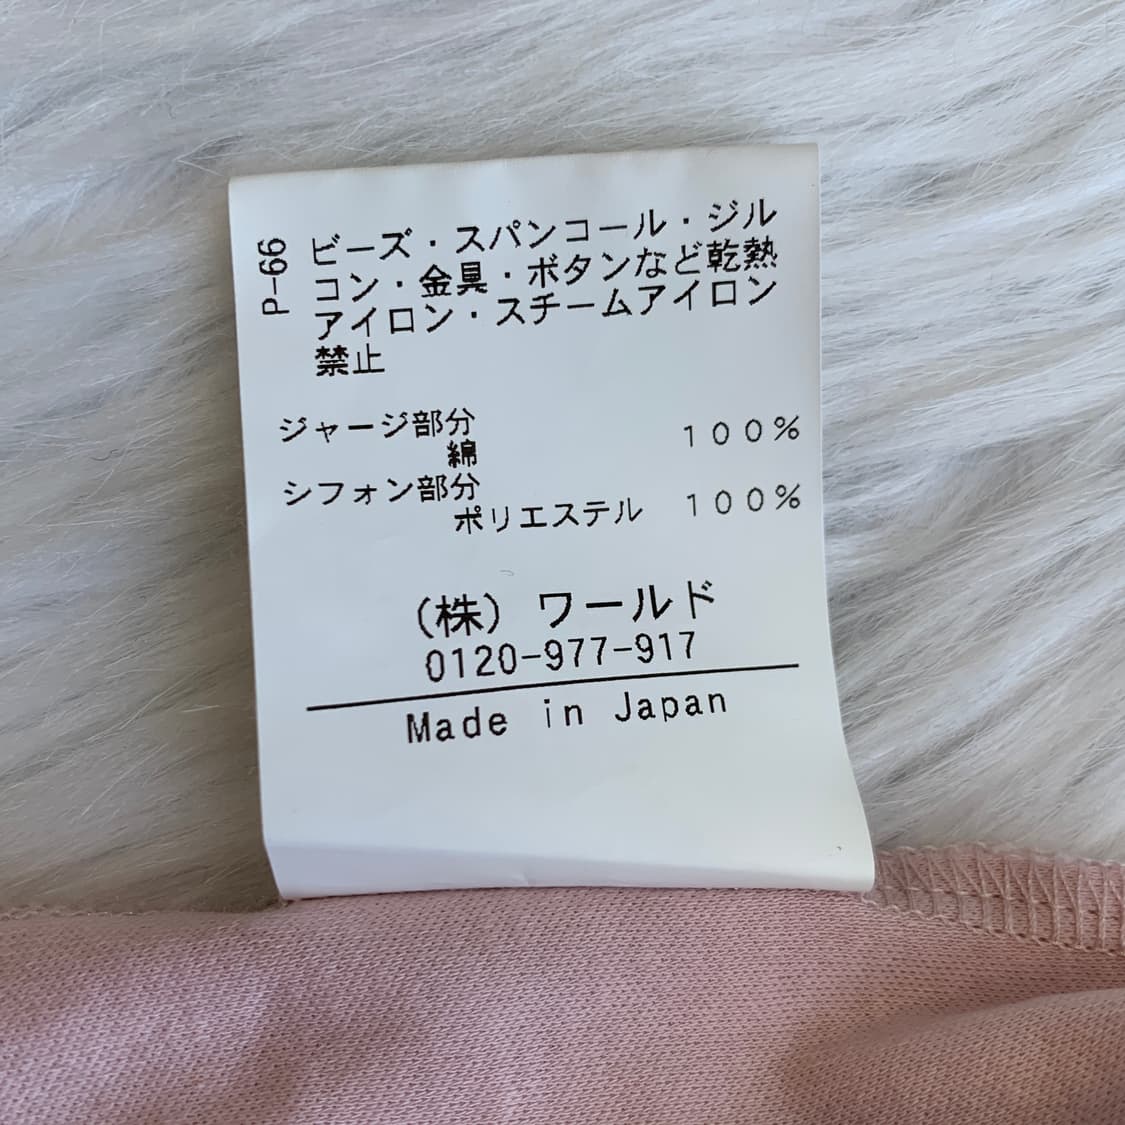 P-66
ビーズ・スパンコール・ジル
コン・金具・ボタンなど乾熱
アイロン・スチームアイロン
禁止
ジャージ部分
綿 100%
シフォン部分
ポリエステル 100%
(株) ワールド
0120-977-917
Made in Japan